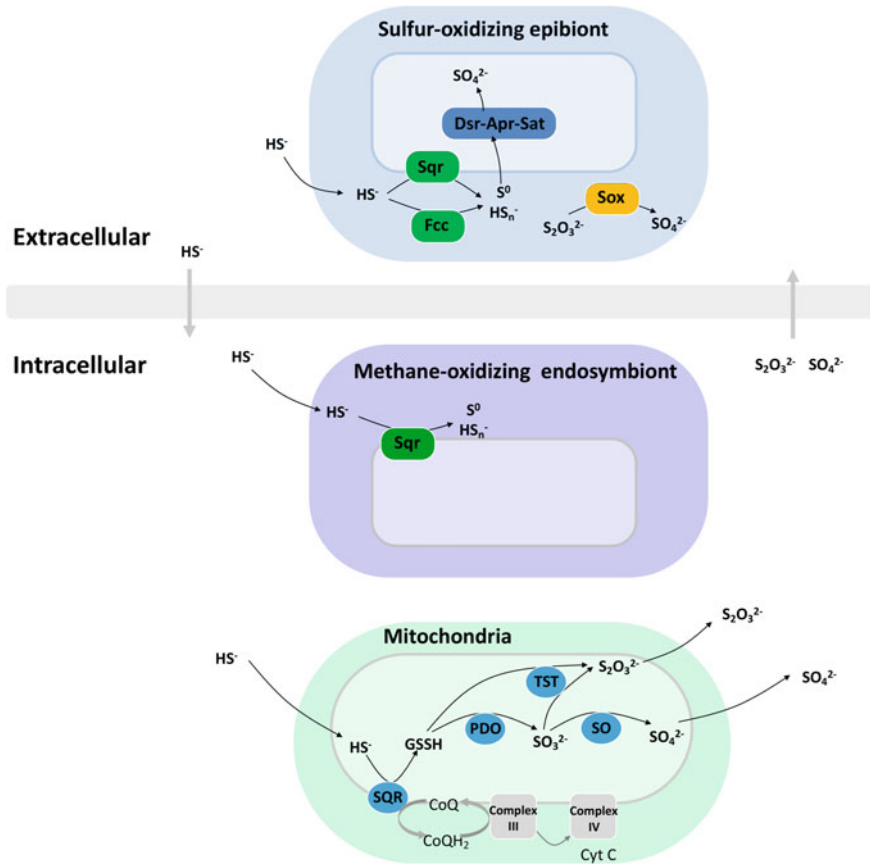 Sulfur-oxidizing epibiont
SO₄²⁻
Dsr-Apr-Sat
HS⁻
Sqr
HS⁻
S⁰
HSₙ⁻
Sox
Fcc
S₂O₃²⁻
SO₄²⁻
Extracellular
HS⁻
Intracellular
HS⁻
Methane-oxidizing endosymbiont
S₂O₃²⁻ SO₄²⁻
HS⁻
S⁰
HSₙ⁻
Sqr
Mitochondria
S₂O₃²⁻
HS⁻
S₂O₃²⁻
TST
SO₄²⁻
HS⁻
GSSH
PDO
SO₃²⁻
SO
SO₄²⁻
SQR
CoQ
CoQH₂
Complex
III
Complex
IV
Cyt C